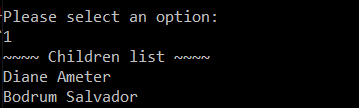 Please select an option:
1
~~~~ Children list ~~~~
Diane Ameter
Bodrum Salvador